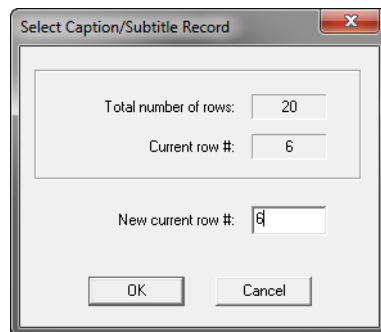 Select Caption/Subtitle Record
Total number of rows: 20
Current row #: 6
New current row #: 6
OK Cancel